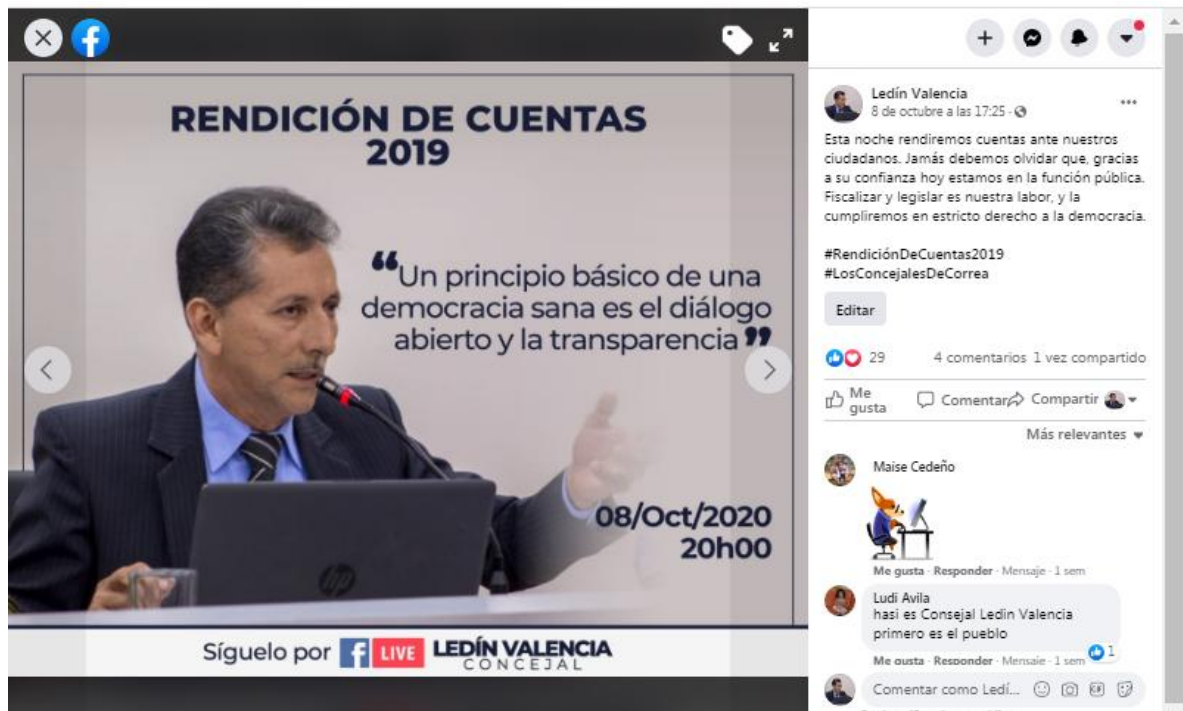 RENDICIÓN DE CUENTAS
2019
“Un principio básico de una
democracia sana es el diálogo
abierto y la transparencia”
hp
08/Oct/2020
20h00
Síguelo por f LIVE LEDÍN VALENCIA
CONCEJAL
Ledín Valencia
8 de octubre a las 17:25 ·
Esta noche rendiremos cuentas ante nuestros
ciudadanos. Jamás debemos olvidar que, gracias
a su confianza hoy estamos en la función pública.
Fiscalizar y legislar es nuestra labor, y la
cumpliremos en estricto derecho a la democracia.
#RendiciónDeCuentas2019
#LosConcejalesDeCorrea
Editar
29 4 comentarios 1 vez compartido
Me
gusta Comentar Compartir
Más relevantes
Maise Cedeño
Me gusta · Responder · Mensaje · 1 sem
Ludi Avila
hasi es Consejal Ledin Valencia
primero es el pueblo
1
Me gusta · Responder · Mensaje · 1 sem
Comentar como Ledí...